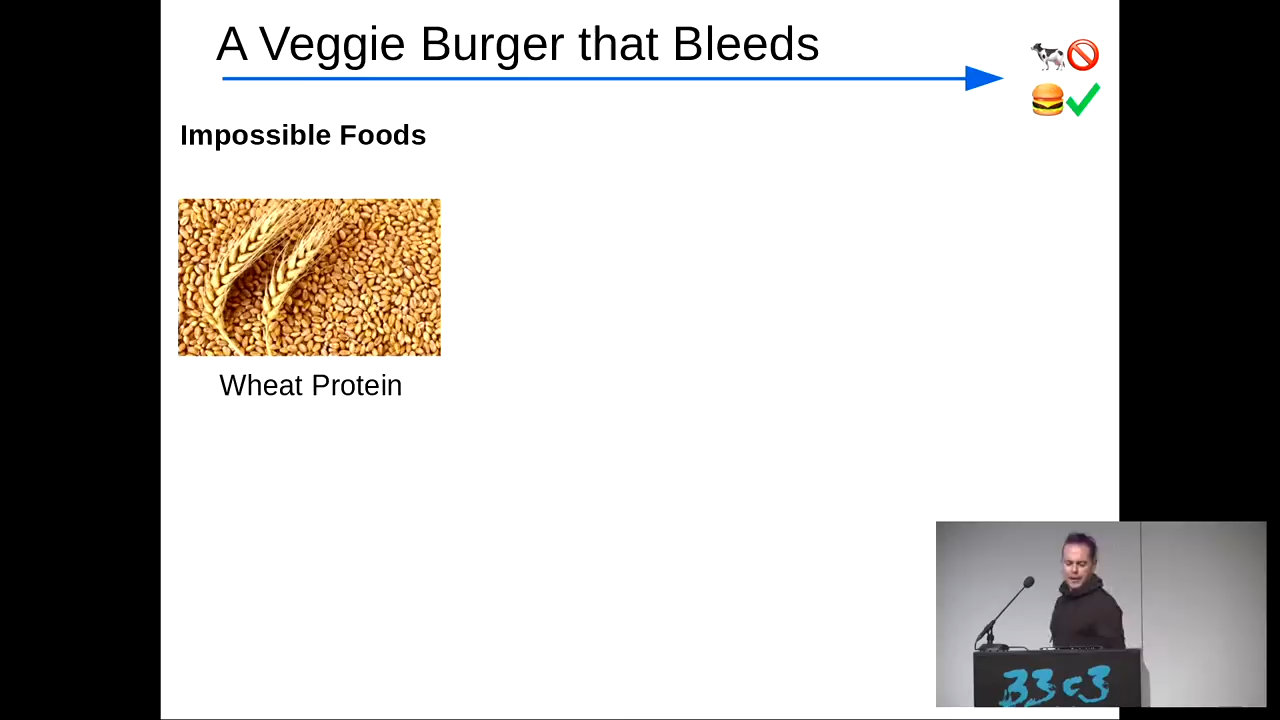 A Veggie Burger that Bleeds
Impossible Foods
Wheat Protein
33c3